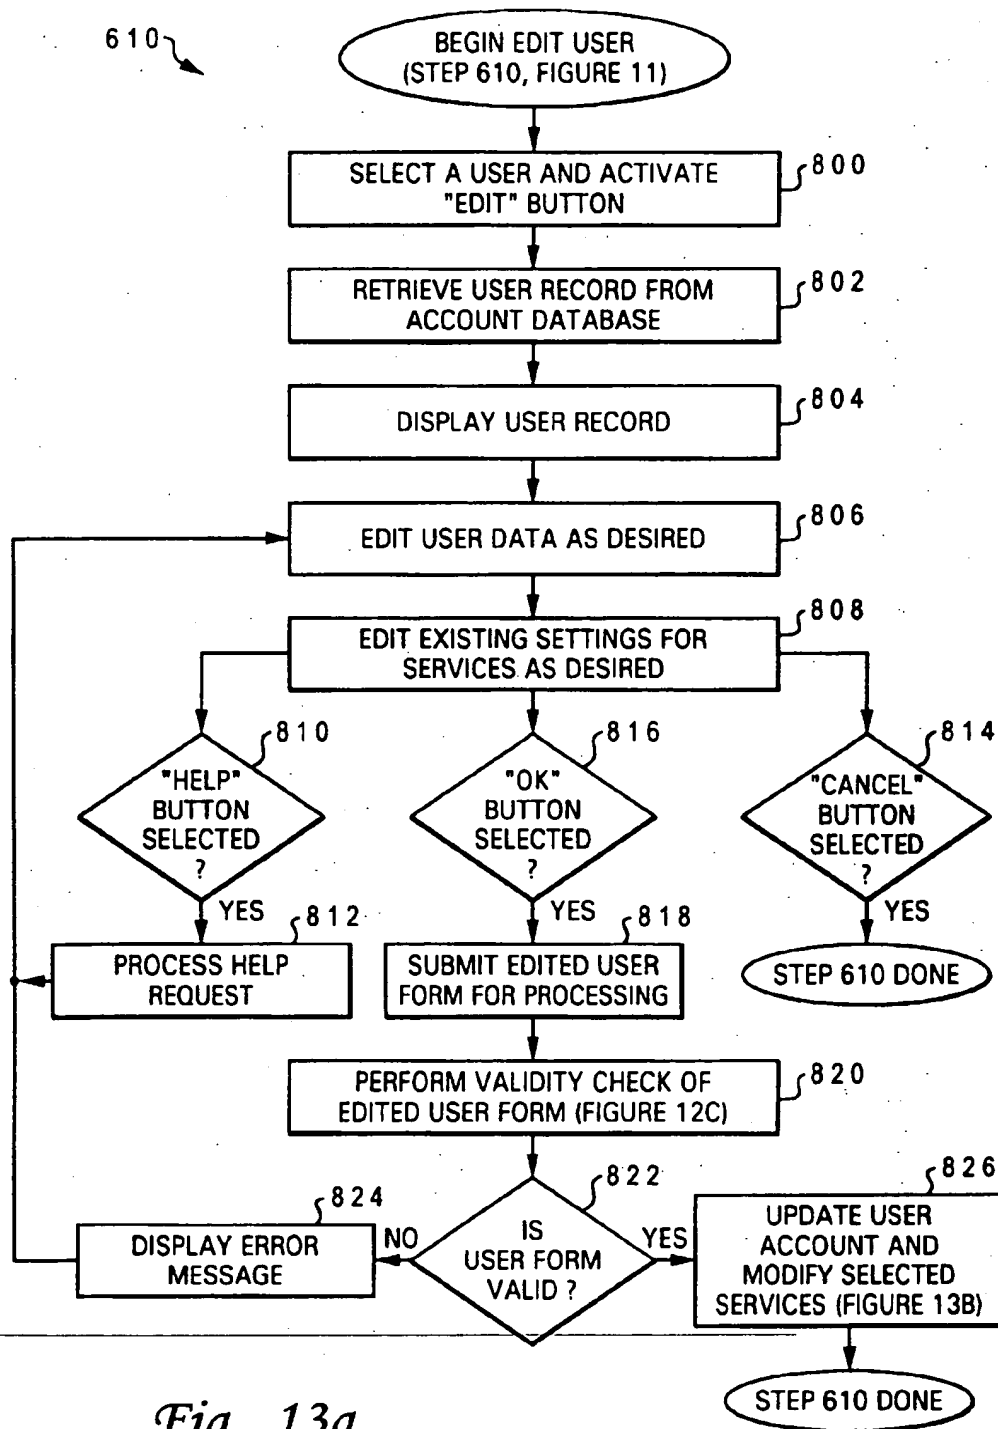 610
BEGIN EDIT USER
(STEP 610, FIGURE 11)
SELECT A USER AND ACTIVATE
"EDIT" BUTTON
800
RETRIEVE USER RECORD FROM
ACCOUNT DATABASE
802
DISPLAY USER RECORD
804
EDIT USER DATA AS DESIRED
806
EDIT EXISTING SETTINGS FOR
SERVICES AS DESIRED
808
"HELP"
BUTTON
SELECTED
?
810
YES
"OK"
BUTTON
SELECTED
?
816
YES
"CANCEL"
BUTTON
SELECTED
?
814
YES
PROCESS HELP
REQUEST
812
SUBMIT EDITED USER
FORM FOR PROCESSING
818
STEP 610 DONE
PERFORM VALIDITY CHECK OF
EDITED USER FORM (FIGURE 12C)
820
IS
USER FORM
VALID ?
822
NO
YES
DISPLAY ERROR
MESSAGE
824
UPDATE USER
ACCOUNT AND
MODIFY SELECTED
SERVICES (FIGURE 13B)
826
STEP 610 DONE
Fig. 13a